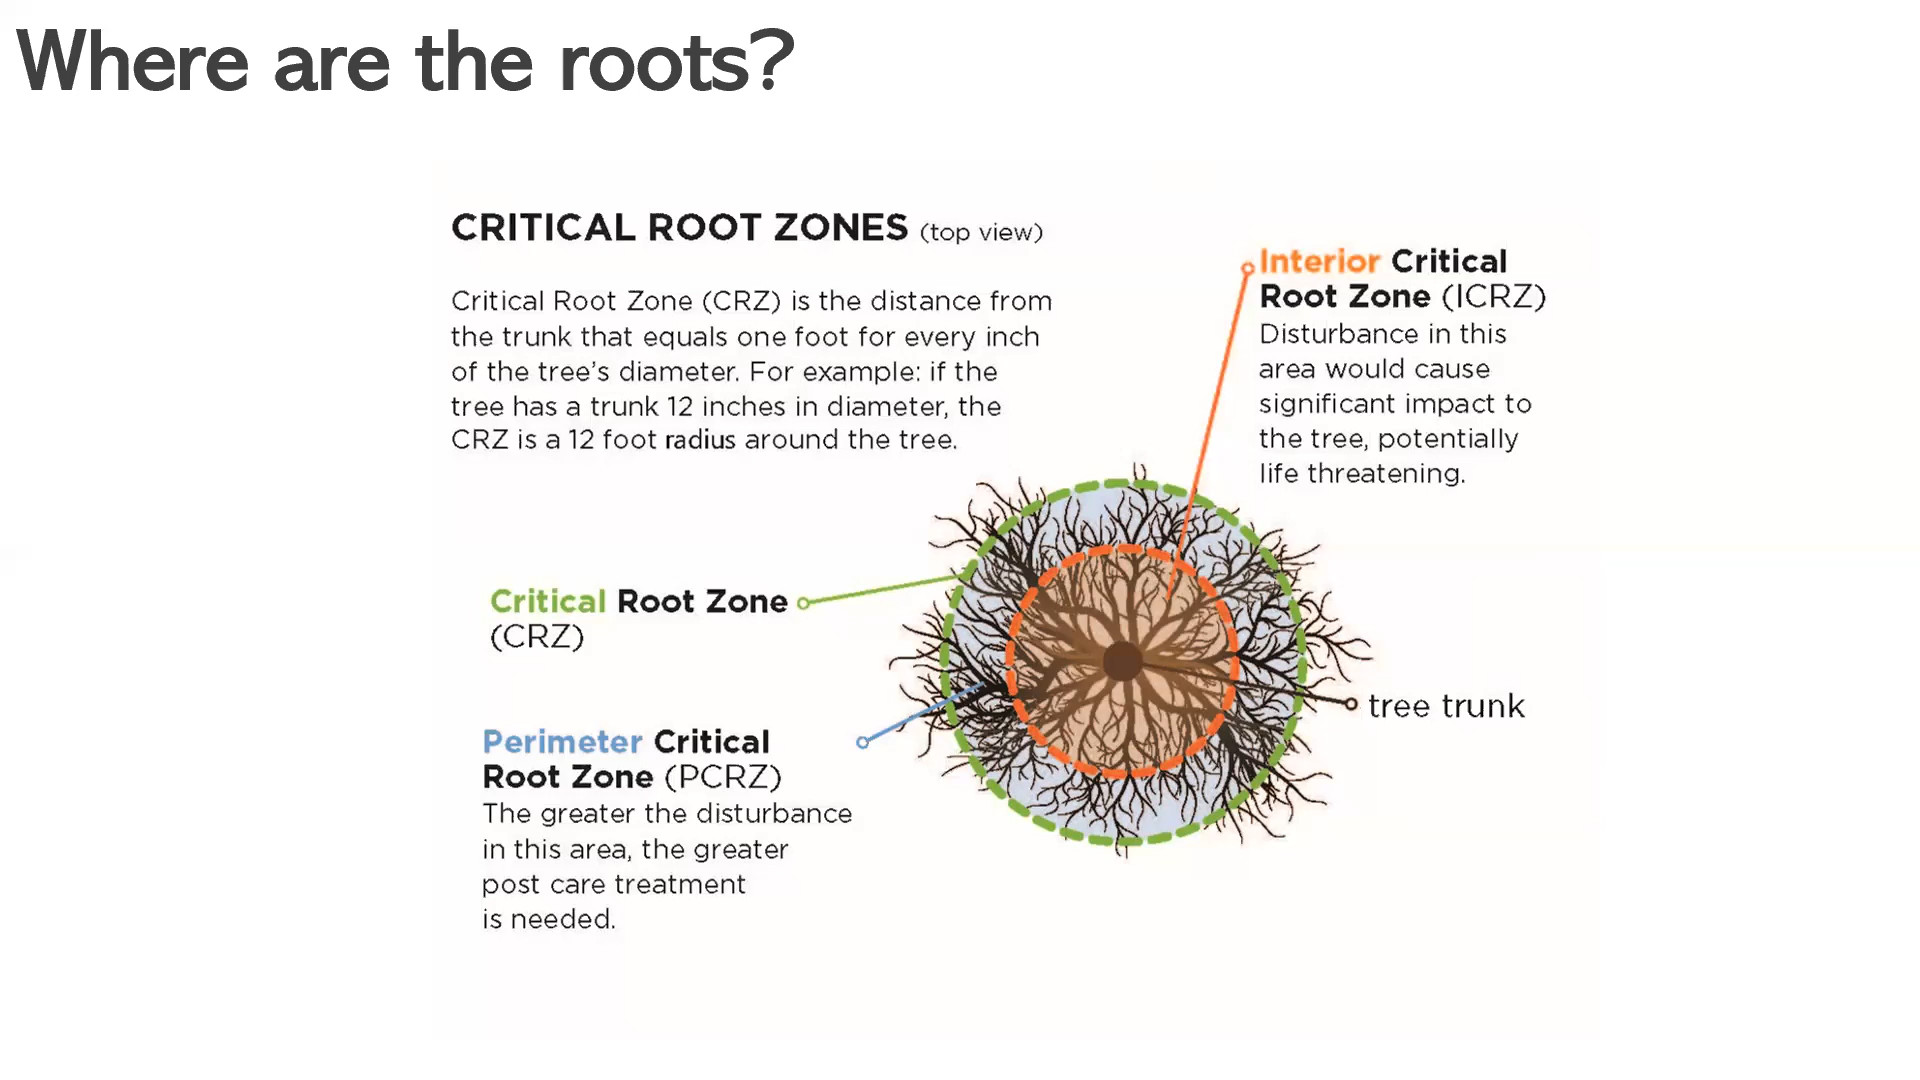 Where are the roots?
CRITICAL ROOT ZONES (top view)
Critical Root Zone (CRZ) is the distance from
the trunk that equals one foot for every inch
of the tree's diameter. For example: if the
tree has a trunk 12 inches in diameter, the
CRZ is a 12 foot radius around the tree.
Interior Critical
Root Zone (ICRZ)
Disturbance in this
area would cause
significant impact to
the tree, potentially
life threatening.
Critical Root Zone
(CRZ)
tree trunk
Perimeter Critical
Root Zone (PCRZ)
The greater the disturbance
in this area, the greater
post care treatment
is needed.